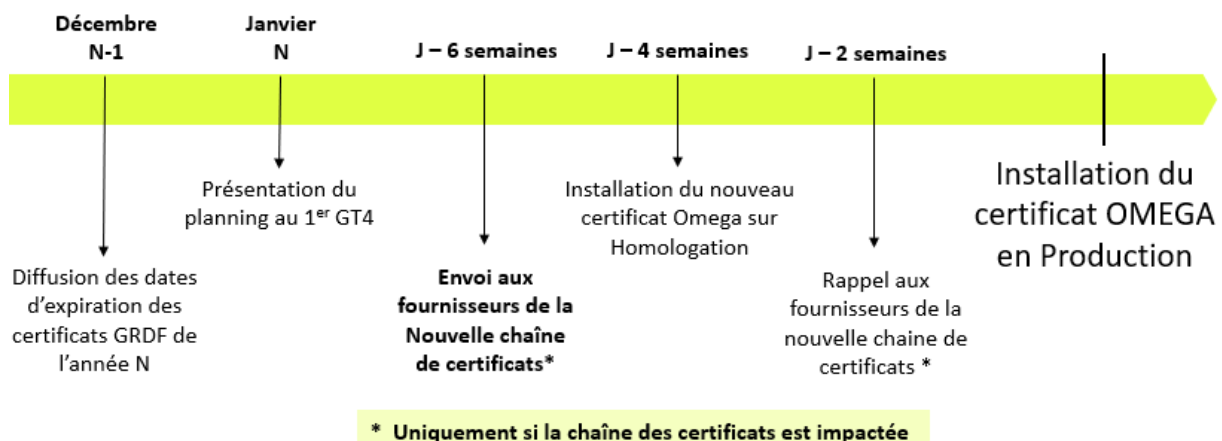 Décembre
N-1
Janvier
N
J – 6 semaines
J – 4 semaines
J – 2 semaines
Présentation du
planning au 1er GT4
Installation du nouveau
certificat Omega sur
Homologation
Installation du
certificat OMEGA
en Production
Diffusion des dates
d'expiration des
certificats GRDF de
l'année N
Envoi aux
fournisseurs de la
Nouvelle chaîne
de certificats*
Rappel aux
fournisseurs de la
nouvelle chaine de
certificats *
* Uniquement si la chaîne des certificats est impactée